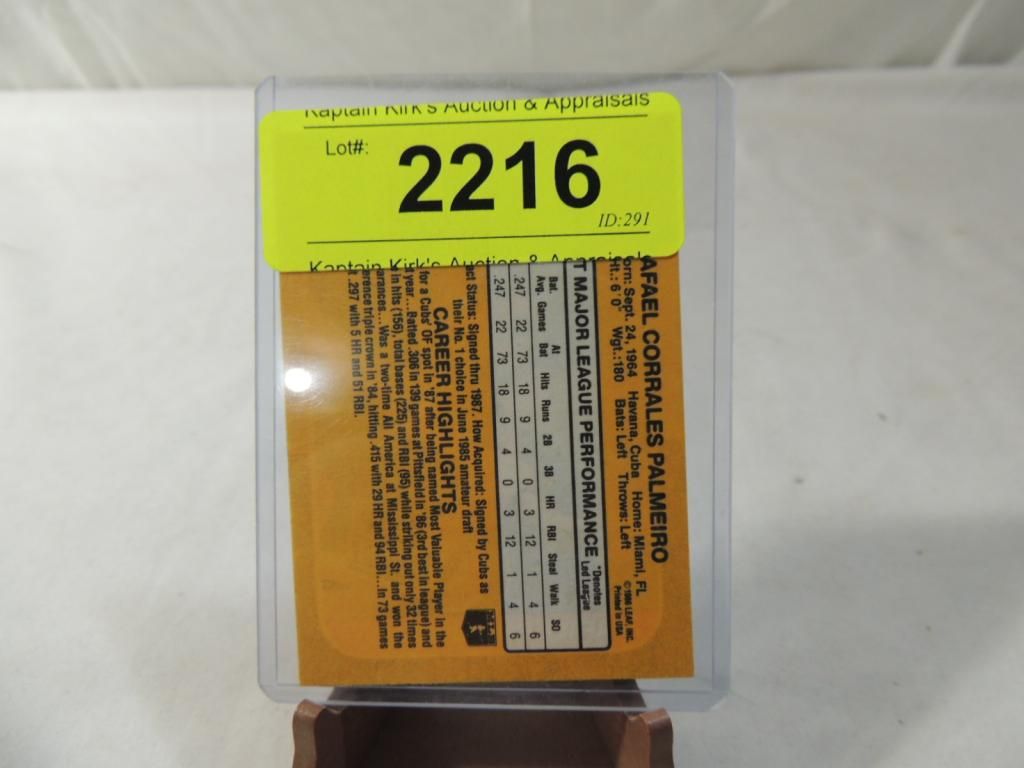 Kaptain Kirk's Auction & Appraisals
Lot#:
2216
ID:291
Kaptain Kirk's Auction &
AFAEL CORRALES PALMEIRO
orn: Sept. 24, 1964 Havana, Cuba Home: Miami, FL
Ht.: 6' 0" Wgt.:180 Bats: Left Throws: Left
©1986 LEAF, INC.
Printed in USA
T MAJOR LEAGUE PERFORMANCE
*Denotes
Led League
Bat. At
Avg. Games Bat Hits Runs 2B 3B HR RBI Steal Walk SO
.247 22 73 18 9 4 0 3 12 1 4 6
.247 22 73 18 9 4 0 3 12 1 4 6
act Status: Signed thru 1987. How Acquired: Signed by Cubs as
their No. 1 choice in June 1985 amateur draft
CAREER HIGHLIGHTS
for a Cubs' OF spot in '87 after being named Most Valuable Player in the
year...Batted .306 in 139 games at Pittsfield in '86 (3rd best in league) and
in hits (156), total bases (225) and RBI (95) while striking out only 32 times
arances... Was a two-time All America at Mississippi St. and won the
erence triple crown in '84, hitting .415 with 29 HR and 94 RBI...In 73 games
.297 with 5 HR and 51 RBI.